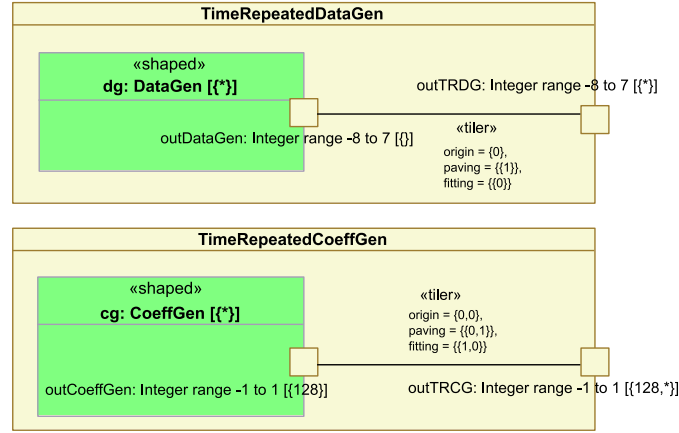 TimeRepeatedDataGen
«shaped»
dg: DataGen [{*}]
outTRDG: Integer range -8 to 7 [{*}]
outDataGen: Integer range -8 to 7 [{}]
«tiler»
origin = {0},
paving = {{1}},
fitting = {{0}}
TimeRepeatedCoeffGen
«shaped»
cg: CoeffGen [{*}]
«tiler»
origin = {0,0},
paving = {{0,1}},
fitting = {{1,0}}
outCoeffGen: Integer range -1 to 1 [{128}]
outTRCG: Integer range -1 to 1 [{128,*}]